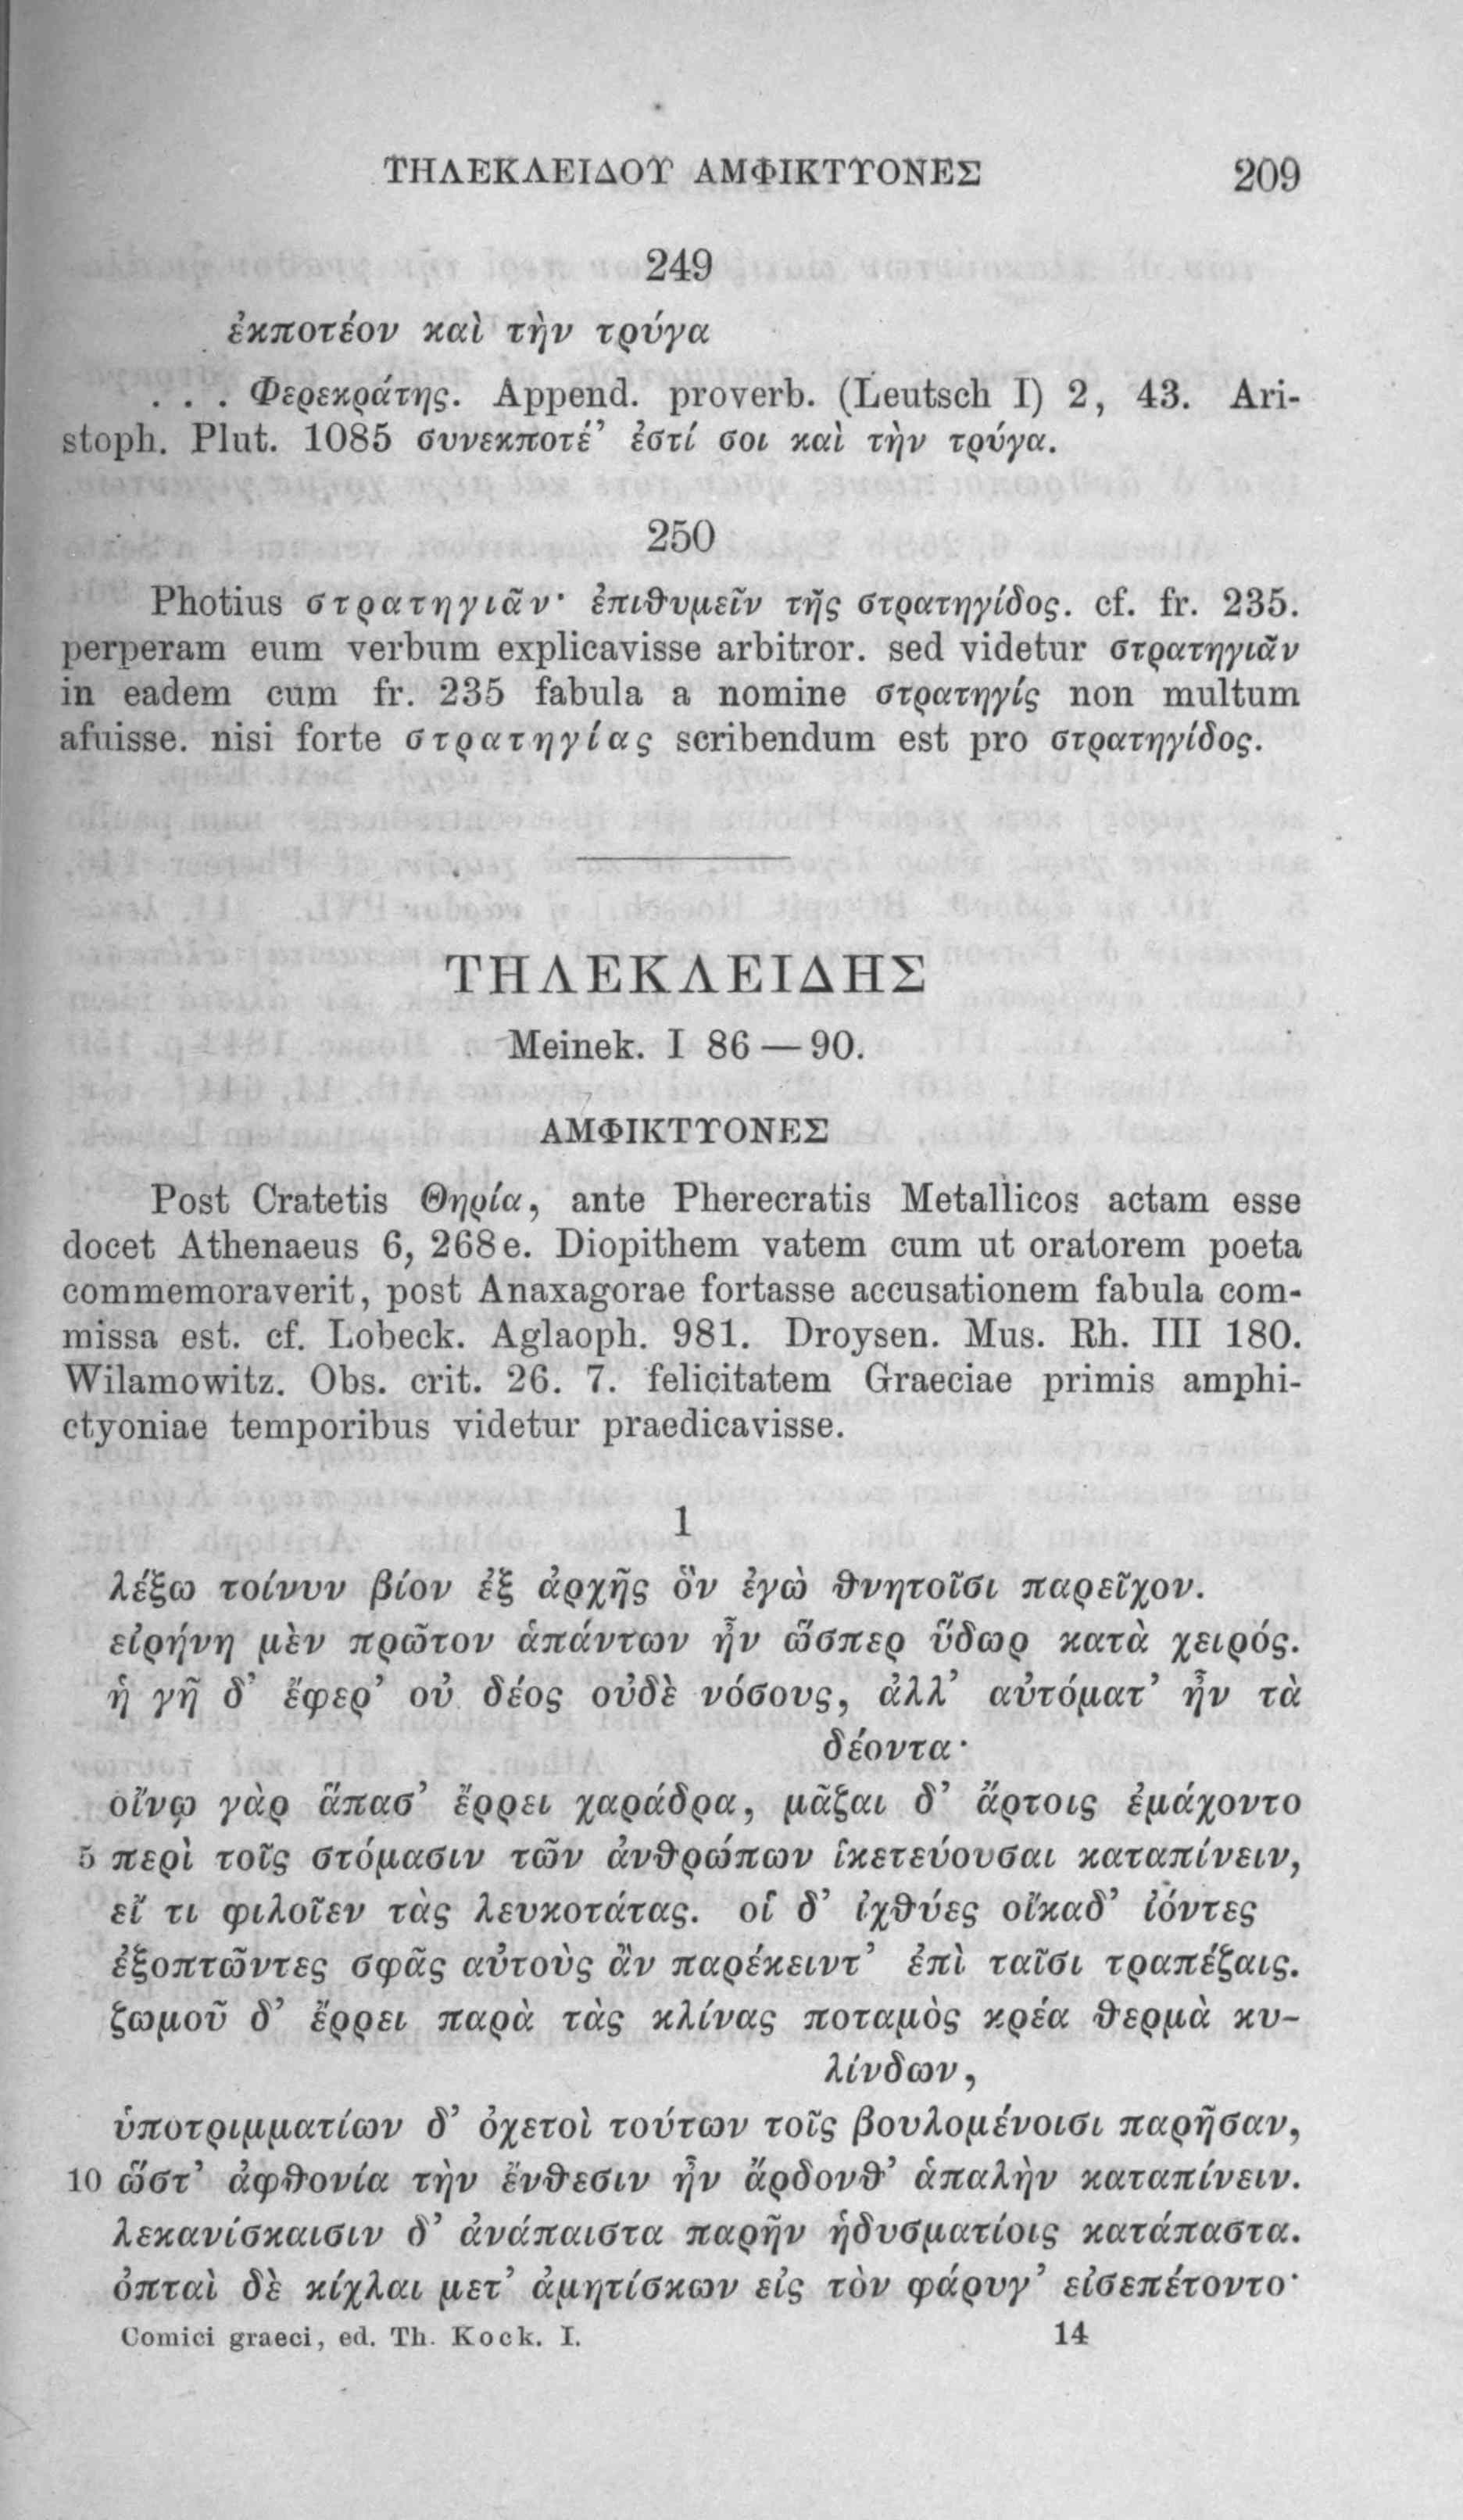 ΤΗΛΕΚΛΕΙΔΟΥ ΑΜΦΙΚΤΥΟΝΕΣ 209
249
ἐκποτέον καὶ τὴν τρύγα
. . . Φερεκράτης. Append. proverb. (Leutsch I) 2, 43. Ari-
stoph. Plut. 1085 συνεκποτέ’ ἐστί σοι καὶ τὴν τρύγα.
250
Photius στρατηγιᾶν· ἐπιθυμεῖν τῆς στρατηγίδος. cf. fr. 235.
perperam eum verbum explicavisse arbitror. sed videtur στρατηγιᾶν
in eadem cum fr. 235 fabula a nomine στρατηγίς non multum
afuisse. nisi forte στρατηγίας scribendum est pro στρατηγίδος.
ΤΗΛΕΚΛΕΙΔΗΣ
Meinek. I 86—90.
ΑΜΦΙΚΤΥΟΝΕΣ
Post Cratetis Θηρία, ante Pherecratis Metallicos actam esse
docet Athenaeus 6, 268e. Diopithem vatem cum ut oratorem poeta
commemoraverit, post Anaxagorae fortasse accusationem fabula com-
missa est. cf. Lobeck. Aglaoph. 981. Droysen. Mus. Rh. III 180.
Wilamowitz. Obs. crit. 26. 7. felicitatem Graeciae primis amphi-
ctyoniae temporibus videtur praedicavisse.
1
λέξω τοίνυν βίον ἐξ ἀρχῆς ὃν ἐγὼ θνητοῖσι παρεῖχον.
εἰρήνη μὲν πρῶτον ἁπάντων ἦν ὥσπερ ὕδωρ κατὰ χειρός.
ἡ γῆ δ’ ἔφερ’ οὐ δέος οὐδὲ νόσους, ἀλλ’ αὐτόματ’ ἦν τὰ
δέοντα·
οἴνῳ γὰρ ἅπασ’ ἔρρει χαράδρα, μᾶζαι δ’ ἄρτοις ἐμάχοντο
5 περὶ τοῖς στόμασιν τῶν ἀνθρώπων ἱκετεύουσαι καταπίνειν,
εἴ τι φιλοῖεν τὰς λευκοτάτας. οἱ δ’ ἰχθύες οἴκαδ’ ἰόντες
ἐξοπτῶντες σφᾶς αὐτοὺς ἂν παρέκειντ’ ἐπὶ ταῖσι τραπέζαις.
ζωμοῦ δ’ ἔρρει παρὰ τὰς κλίνας ποταμὸς κρέα θερμὰ κυ-
λίνδων,
ὑποτριμματίων δ’ ὀχετοὶ τούτων τοῖς βουλομένοισι παρῆσαν,
10 ὥστ’ ἀφθονία τὴν ἔνθεσιν ἦν ἄρδονθ’ ἁπαλὴν καταπίνειν.
λεκανίσκαισιν δ’ ἀνάπαιστα παρῆν ἡδυσματίοις κατάπαστα.
ὀπταὶ δὲ κίχλαι μετ’ ἀμητίσκων εἰς τὸν φάρυγ’ εἰσεπέτοντο·
Comici graeci, ed. Th. Kock. I. 14